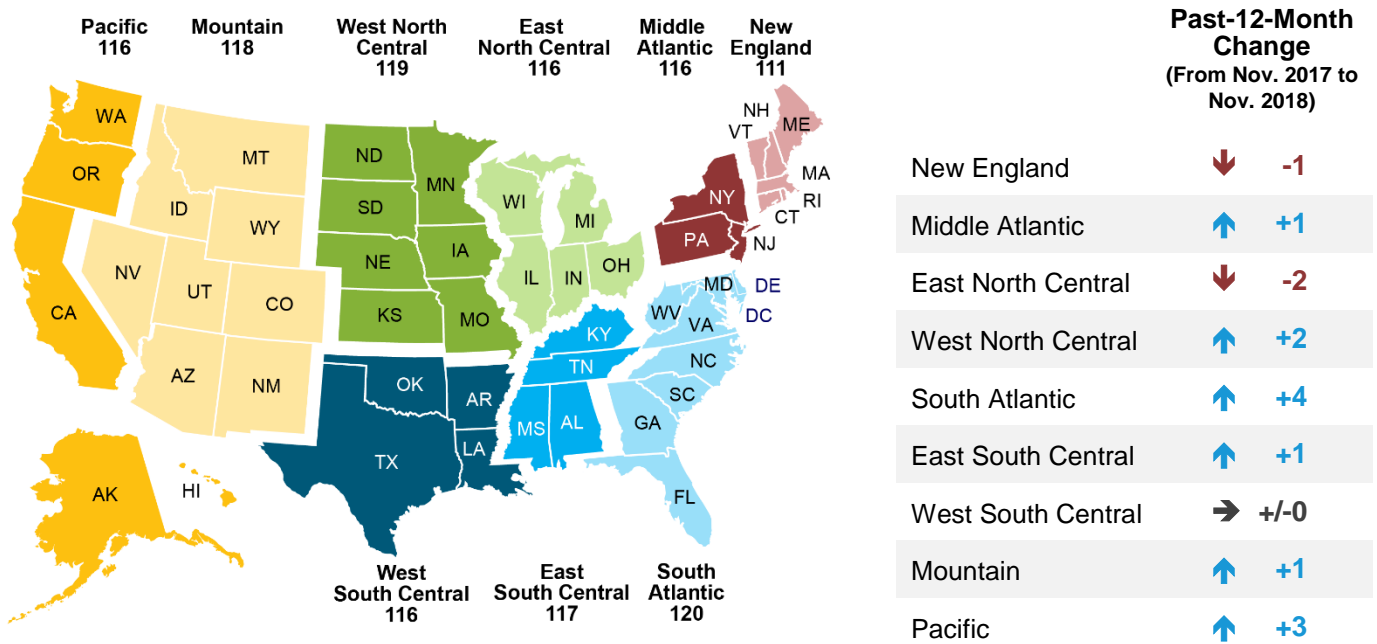 Pacific
116
Mountain
118
West North
Central
119
East
North Central
116
Middle
Atlantic
116
New
England
111
WA
OR
CA
AK
HI
MT
ID
WY
NV
UT
CO
AZ
NM
ND
SD
NE
KS
MN
IA
MO
WI
MI
IL
IN
OH
NY
PA
NJ
NH
VT
ME
MA
RI
CT
MD
DE
DC
WV
VA
NC
SC
GA
FL
KY
TN
MS
AL
OK
AR
LA
TX
West
South Central
116
East
South Central
117
South
Atlantic
120
Past-12-Month
Change
(From Nov. 2017 to
Nov. 2018)
New England -1
Middle Atlantic +1
East North Central -2
West North Central +2
South Atlantic +4
East South Central +1
West South Central +/-0
Mountain +1
Pacific +3